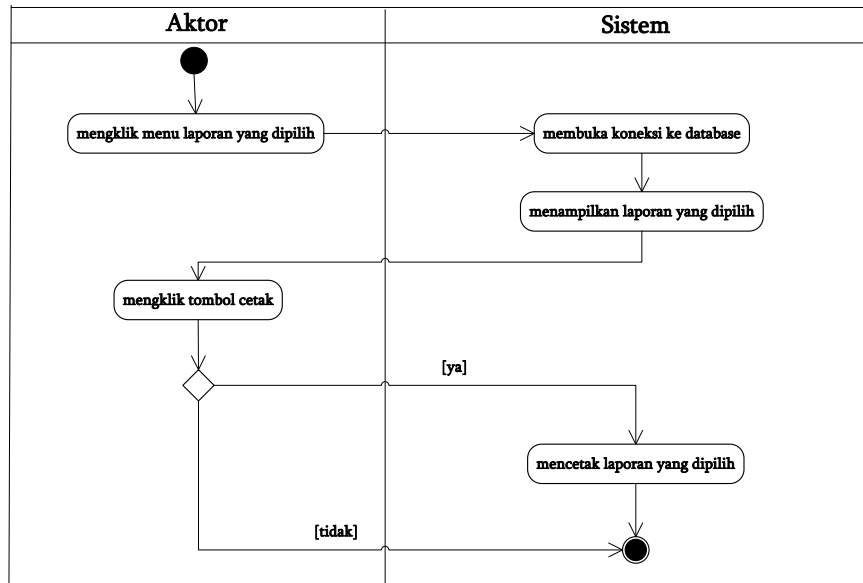 Aktor
Sistem
mengklik menu laporan yang dipilih
membuka koneksi ke database
menampilkan laporan yang dipilih
mengklik tombol cetak
[ya]
mencetak laporan yang dipilih
[tidak]